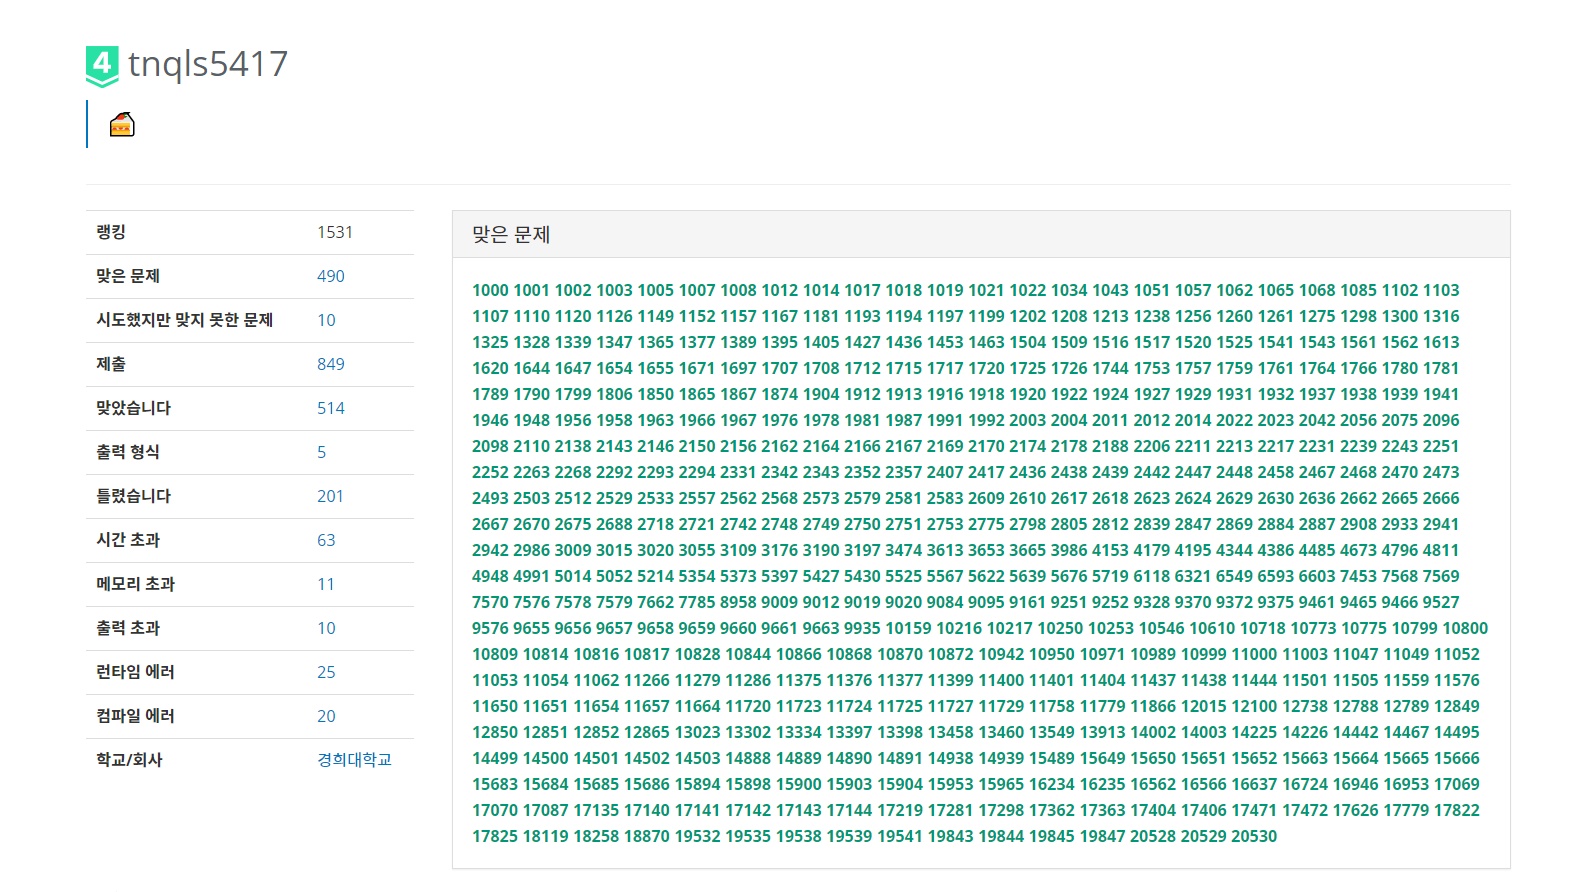 4 tnqls5417
랭킹 1531
맞은 문제 490
시도했지만 맞지 못한 문제 10
제출 849
맞았습니다 514
출력 형식 5
틀렸습니다 201
시간 초과 63
메모리 초과 11
출력 초과 10
런타임 에러 25
컴파일 에러 20
학교/회사 경희대학교
맞은 문제
1000 1001 1002 1003 1005 1007 1008 1012 1014 1017 1018 1019 1021 1022 1034 1043 1051 1057 1062 1065 1068 1085 1102 1103
1107 1110 1120 1126 1149 1152 1157 1167 1181 1193 1194 1197 1199 1202 1208 1213 1238 1256 1260 1261 1275 1298 1300 1316
1325 1328 1339 1347 1365 1377 1389 1395 1405 1427 1436 1453 1463 1504 1509 1516 1517 1520 1525 1541 1543 1561 1562 1613
1620 1644 1647 1654 1655 1671 1697 1707 1708 1712 1715 1717 1720 1725 1726 1744 1753 1757 1759 1761 1764 1766 1780 1781
1789 1790 1799 1806 1850 1865 1867 1874 1904 1912 1913 1916 1918 1920 1922 1924 1927 1929 1931 1932 1937 1938 1939 1941
1946 1948 1956 1958 1963 1966 1967 1976 1978 1981 1987 1991 1992 2003 2004 2011 2012 2014 2022 2023 2042 2056 2075 2096
2098 2110 2138 2143 2146 2150 2156 2162 2164 2166 2167 2169 2170 2174 2178 2188 2206 2211 2213 2217 2231 2239 2243 2251
2252 2263 2268 2292 2293 2294 2331 2342 2343 2352 2357 2407 2417 2436 2438 2439 2442 2447 2448 2458 2467 2468 2470 2473
2493 2503 2512 2529 2533 2557 2562 2568 2573 2579 2581 2583 2609 2610 2617 2618 2623 2624 2629 2630 2636 2662 2665 2666
2667 2670 2675 2688 2718 2721 2742 2748 2749 2750 2751 2753 2775 2798 2805 2812 2839 2847 2869 2884 2887 2908 2933 2941
2942 2986 3009 3015 3020 3055 3109 3176 3190 3197 3474 3613 3653 3665 3986 4153 4179 4195 4344 4386 4485 4673 4796 4811
4948 4991 5014 5052 5214 5354 5373 5397 5427 5430 5525 5567 5622 5639 5676 5719 6118 6321 6549 6593 6603 7453 7568 7569
7570 7576 7578 7579 7662 7785 8958 9009 9012 9019 9020 9084 9095 9161 9251 9252 9328 9370 9372 9375 9461 9465 9466 9527
9576 9655 9656 9657 9658 9659 9660 9661 9663 9935 10159 10216 10217 10250 10253 10546 10610 10718 10773 10775 10799 10800
10809 10814 10816 10817 10828 10844 10866 10868 10870 10872 10942 10950 10971 10989 10999 11000 11003 11047 11049 11052
11053 11054 11062 11266 11279 11286 11375 11376 11377 11399 11400 11401 11404 11437 11438 11444 11501 11505 11559 11576
11650 11651 11654 11657 11664 11720 11723 11724 11725 11727 11729 11758 11779 11866 12015 12100 12738 12788 12789 12849
12850 12851 12852 12865 13023 13302 13334 13397 13398 13458 13460 13549 13913 14002 14003 14225 14226 14442 14467 14495
14499 14500 14501 14502 14503 14888 14889 14890 14891 14938 14939 15489 15649 15650 15651 15652 15663 15664 15665 15666
15683 15684 15685 15686 15894 15898 15900 15903 15904 15953 15965 16234 16235 16562 16566 16637 16724 16946 16953 17069
17070 17087 17135 17140 17141 17142 17143 17144 17219 17281 17298 17362 17363 17404 17406 17471 17472 17626 17779 17822
17825 18119 18258 18870 19532 19535 19538 19539 19541 19843 19844 19845 19847 20528 20529 20530